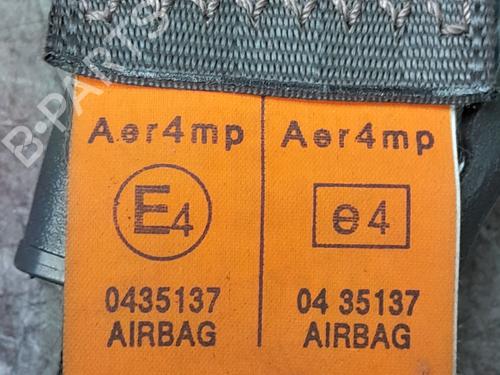 Aer4mp Aer4mp
E4 e4
0435137 04 35137
AIRBAG AIRBAG
B-PARTS